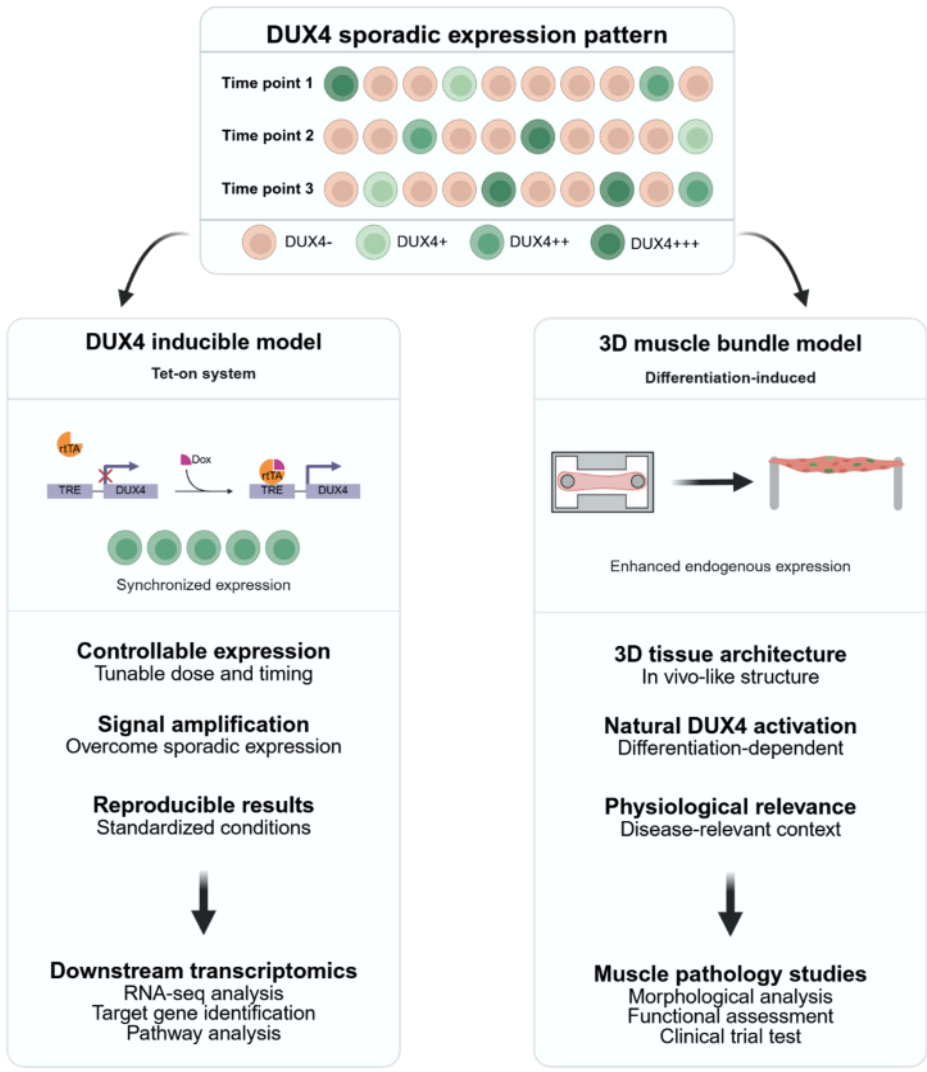 DUX4 sporadic expression pattern
Time point 1
Time point 2
Time point 3
DUX4-
DUX4+
DUX4++
DUX4+++
DUX4 inducible model
Tet-on system
rtTA
TRE
DUX4
Dox
rtTA
TRE
DUX4
Synchronized expression
Controllable expression
Tunable dose and timing
Signal amplification
Overcome sporadic expression
Reproducible results
Standardized conditions
Downstream transcriptomics
RNA-seq analysis
Target gene identification
Pathway analysis
3D muscle bundle model
Differentiation-induced
Enhanced endogenous expression
3D tissue architecture
In vivo-like structure
Natural DUX4 activation
Differentiation-dependent
Physiological relevance
Disease-relevant context
Muscle pathology studies
Morphological analysis
Functional assessment
Clinical trial test